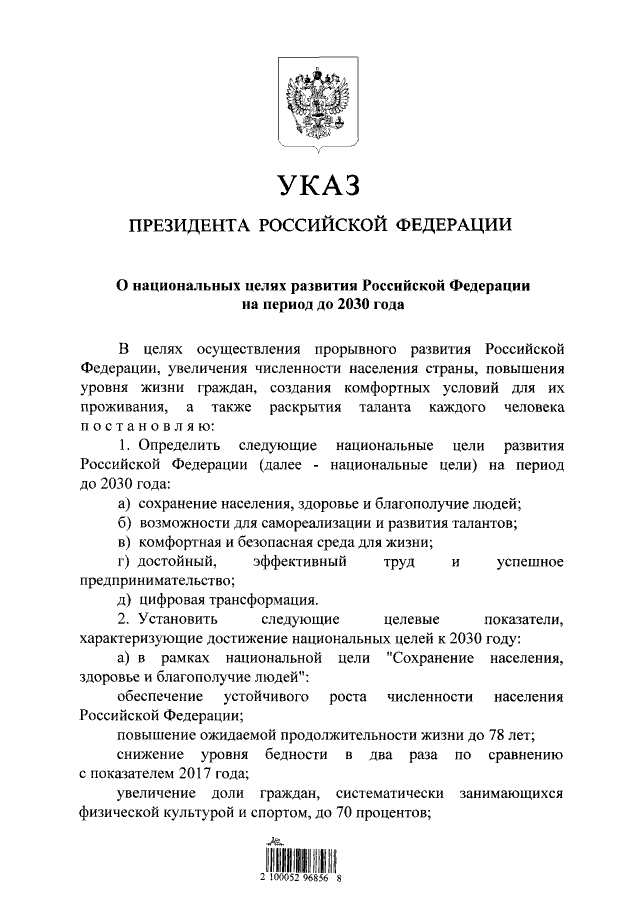 УКАЗ
ПРЕЗИДЕНТА РОССИЙСКОЙ ФЕДЕРАЦИИ
О национальных целях развития Российской Федерации
на период до 2030 года
В целях осуществления прорывного развития Российской
Федерации, увеличения численности населения страны, повышения
уровня жизни граждан, создания комфортных условий для их
проживания, а также раскрытия таланта каждого человека
п о с т а н о в л я ю:
1. Определить следующие национальные цели развития
Российской Федерации (далее - национальные цели) на период
до 2030 года:
а) сохранение населения, здоровье и благополучие людей;
б) возможности для самореализации и развития талантов;
в) комфортная и безопасная среда для жизни;
г) достойный, эффективный труд и успешное
предпринимательство;
д) цифровая трансформация.
2. Установить следующие целевые показатели,
характеризующие достижение национальных целей к 2030 году:
а) в рамках национальной цели "Сохранение населения,
здоровье и благополучие людей":
обеспечение устойчивого роста численности населения
Российской Федерации;
повышение ожидаемой продолжительности жизни до 78 лет;
снижение уровня бедности в два раза по сравнению
с показателем 2017 года;
увеличение доли граждан, систематически занимающихся
физической культурой и спортом, до 70 процентов;
2 100052 96856 8